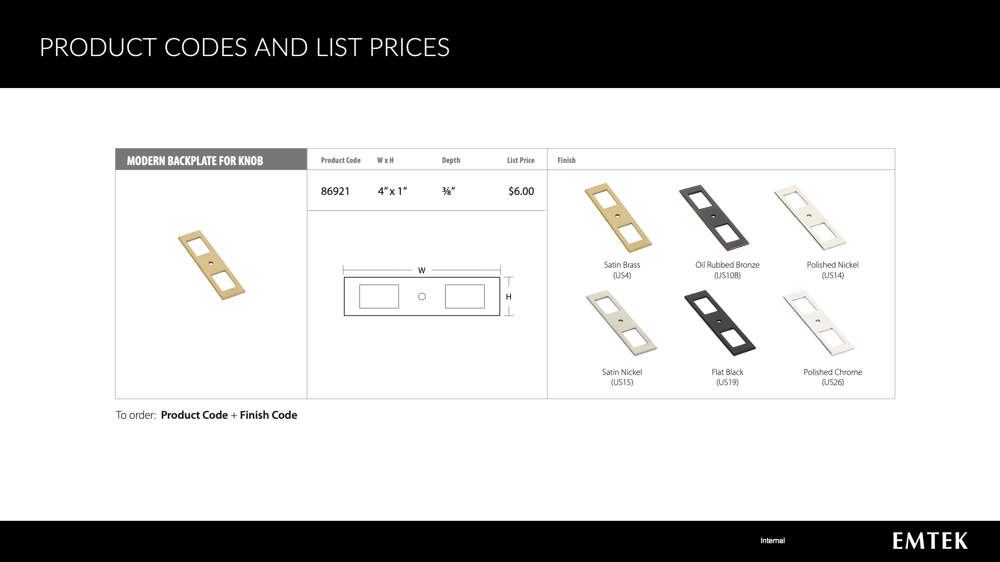 PRODUCT CODES AND LIST PRICES
MODERN BACKPLATE FOR KNOB
Product Code W x H Depth List Price Finish
86921 4” x 1” ⅜” $6.00
W
H
Satin Brass
(US4)
Oil Rubbed Bronze
(US10B)
Polished Nickel
(US14)
Satin Nickel
(US15)
Flat Black
(US19)
Polished Chrome
(US26)
To order: Product Code + Finish Code
Internal
EMTEK